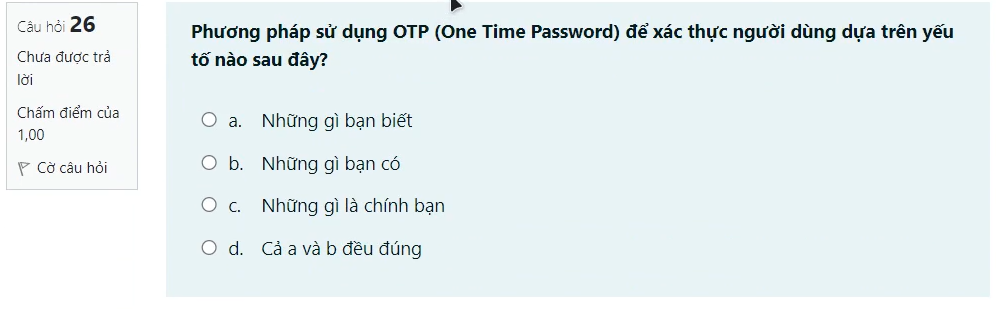 Câu hỏi 26
Chưa được trả
lời
Chấm điểm của
1,00
Cờ câu hỏi
Phương pháp sử dụng OTP (One Time Password) để xác thực người dùng dựa trên yếu
tố nào sau đây?
a. Những gì bạn biết
b. Những gì bạn có
c. Những gì là chính bạn
d. Cả a và b đều đúng